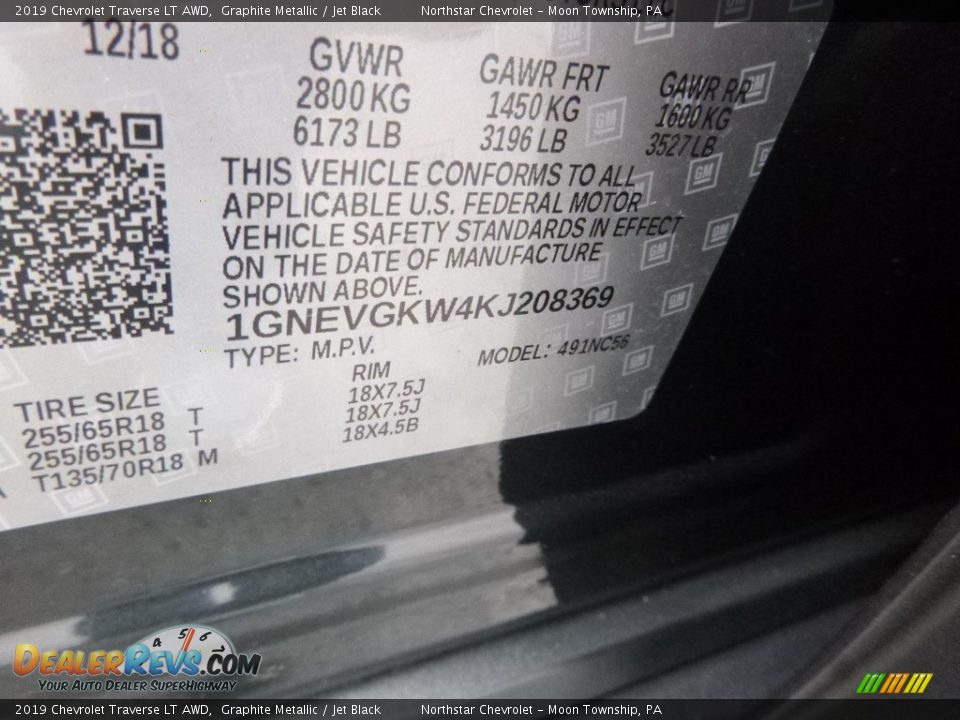 2019 Chevrolet Traverse LT AWD, Graphite Metallic / Jet Black Northstar Chevrolet - Moon Township, PA
12/18
GVWR GAWR FRT GAWR RR
2800 KG 1450 KG 1600 KG
6173 LB 3196 LB 3527 LB
THIS VEHICLE CONFORMS TO ALL
APPLICABLE U.S. FEDERAL MOTOR
VEHICLE SAFETY STANDARDS IN EFFECT
ON THE DATE OF MANUFACTURE
SHOWN ABOVE.
1GNEVGKW4KJ208369
TYPE: M.P.V. MODEL: 491NC56
TIRE SIZE RIM
255/65R18 T 18X7.5J
255/65R18 T 18X7.5J
T135/70R18 M 18X4.5B
GM
4 5 6
DEALERREVS.COM
YOUR AUTO DEALER SUPERHIGHWAY
2019 Chevrolet Traverse LT AWD, Graphite Metallic / Jet Black Northstar Chevrolet - Moon Township, PA